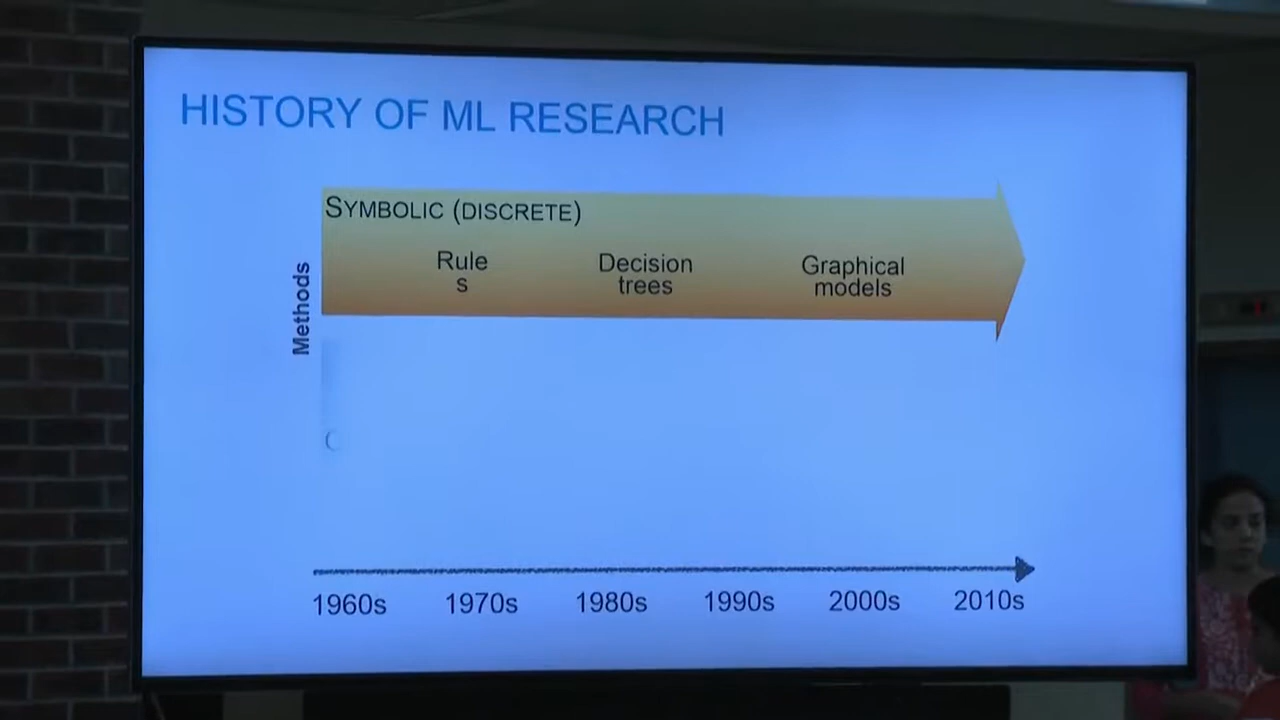 HISTORY OF ML RESEARCH
SYMBOLIC (DISCRETE)
Rule
s
Decision
trees
Graphical
models
Methods
1960s 1970s 1980s 1990s 2000s 2010s